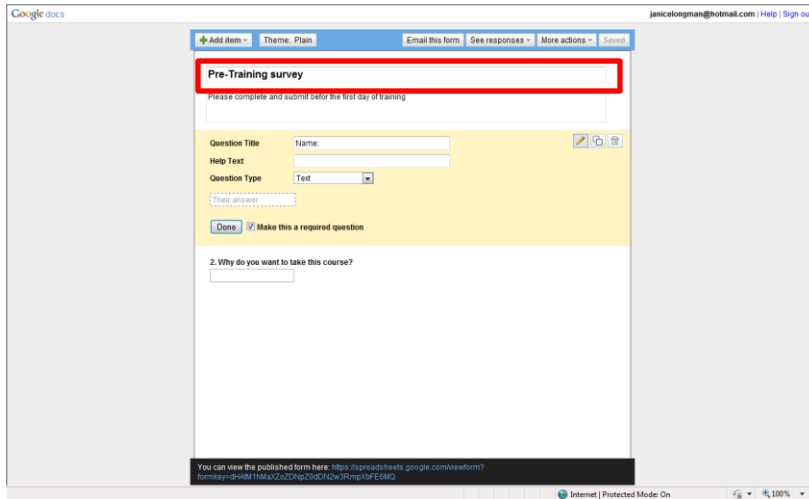 Google docs
janicelongman@hotmail.com | Help | Sign ou
Add item
Theme: Plain
Email this form
See responses
More actions
Saved
Pre-Training survey
Please complete and submit befor the first day of training
Question Title
Name:
Help Text
Question Type
Text
Their answer
Done
Make this a required question
2. Why do you want to take this course?
You can view the published form here: https://spreadsheets.google.com/viewform?
Internet | Protected Mode: On
100%